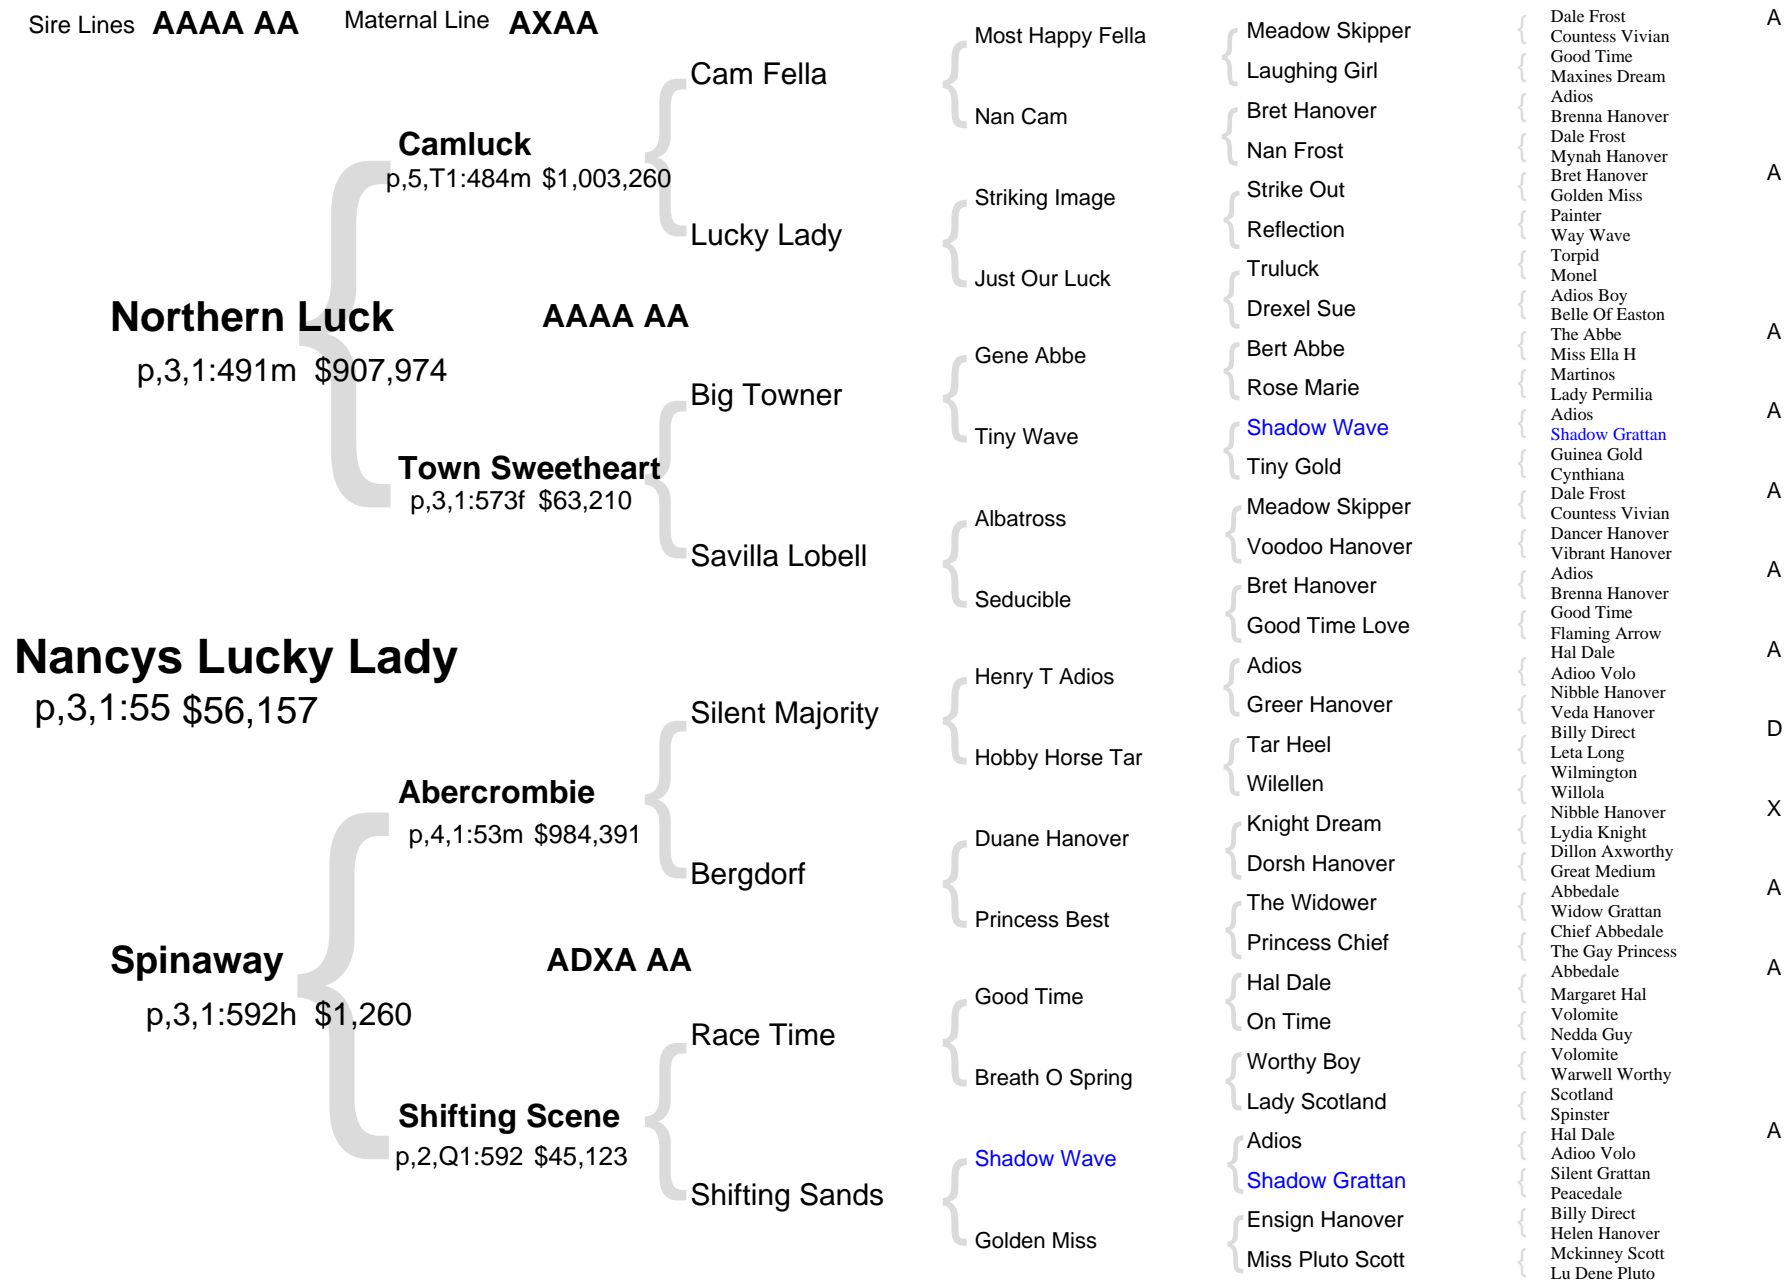 Sire Lines AAAA AA Maternal Line AXAA
Nancys Lucky Lady
p,3,1:55 $56,157
Northern Luck
p,3,1:491m $907,974
AAAA AA
Spinaway
p,3,1:592h $1,260
ADXA AA
Camluck
p,5,T1:484m $1,003,260
Town Sweetheart
p,3,1:573f $63,210
Abercrombie
p,4,1:53m $984,391
Shifting Scene
p,2,Q1:592 $45,123
Cam Fella
Lucky Lady
Big Towner
Savilla Lobell
Silent Majority
Bergdorf
Race Time
Shifting Sands
Most Happy Fella
Nan Cam
Striking Image
Just Our Luck
Gene Abbe
Tiny Wave
Albatross
Seducible
Henry T Adios
Hobby Horse Tar
Duane Hanover
Princess Best
Good Time
Breath O Spring
Shadow Wave
Golden Miss
Meadow Skipper
Laughing Girl
Bret Hanover
Nan Frost
Strike Out
Reflection
Truluck
Drexel Sue
Bert Abbe
Rose Marie
Shadow Wave
Tiny Gold
Meadow Skipper
Voodoo Hanover
Bret Hanover
Good Time Love
Adios
Greer Hanover
Tar Heel
Wilellen
Knight Dream
Dorsh Hanover
The Widower
Princess Chief
Hal Dale
On Time
Worthy Boy
Lady Scotland
Adios
Shadow Grattan
Ensign Hanover
Miss Pluto Scott
Dale Frost A
Countess Vivian
Good Time
Maxines Dream
Adios
Brenna Hanover
Dale Frost
Mynah Hanover
Bret Hanover A
Golden Miss
Painter
Way Wave
Torpid
Monel
Adios Boy
Belle Of Easton
The Abbe A
Miss Ella H
Martinos
Lady Permilia
Adios A
Shadow Grattan
Guinea Gold
Cynthiana
Dale Frost A
Countess Vivian
Dancer Hanover
Vibrant Hanover
Adios A
Brenna Hanover
Good Time
Flaming Arrow
Hal Dale A
Adioo Volo
Nibble Hanover
Veda Hanover
Billy Direct D
Leta Long
Wilmington
Willola
Nibble Hanover X
Lydia Knight
Dillon Axworthy
Great Medium
Abbedale A
Widow Grattan
Chief Abbedale
The Gay Princess
Abbedale A
Margaret Hal
Volomite
Nedda Guy
Volomite
Warwell Worthy
Scotland
Spinster
Hal Dale A
Adioo Volo
Silent Grattan
Peacedale
Billy Direct
Helen Hanover
Mckinney Scott
Lu Dene Pluto